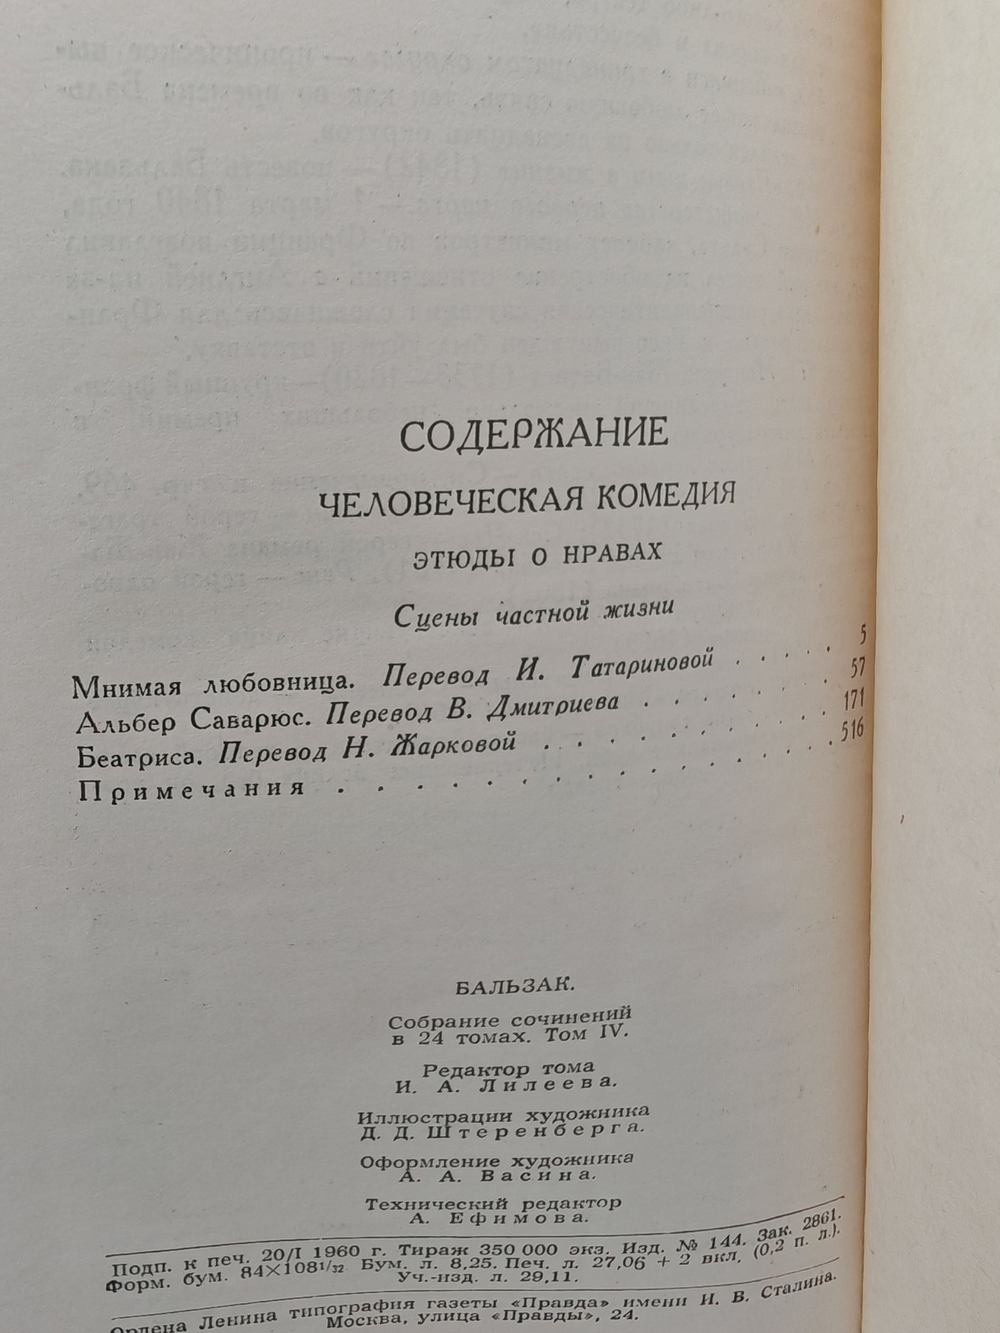 СОДЕРЖАНИЕ
ЧЕЛОВЕЧЕСКАЯ КОМЕДИЯ
ЭТЮДЫ О НРАВАХ
Сцены частной жизни
Мнимая любовница. Перевод И. Татариновой . . . . . 5
Альбер Саварюс. Перевод В. Дмитриева . . . . . . . 57
Беатриса. Перевод Н. Жарковой . . . . . . . . . 171
Примечания . . . . . . . . . . . . . 516
БАЛЬЗАК.
Собрание сочинений
в 24 томах. Том IV.
Редактор тома
И. А. Лилеева.
Иллюстрации художника
Д. Д. Штеренберга.
Оформление художника
А. А. Васина.
Технический редактор
А. Ефимова.
Подп. к печ. 20/I 1960 г. Тираж 350 000 экз. Изд. № 144. Зак. 2861.
Форм. бум. 84×108¹/₃₂ Бум. л. 8,25. Печ. л. 27,06 + 2 вкл. (0,2 п. л.).
Уч.-изд. л. 29,11.
Ордена Ленина типография газеты «Правда» имени И. В. Сталина.
Москва, улица «Правды», 24.